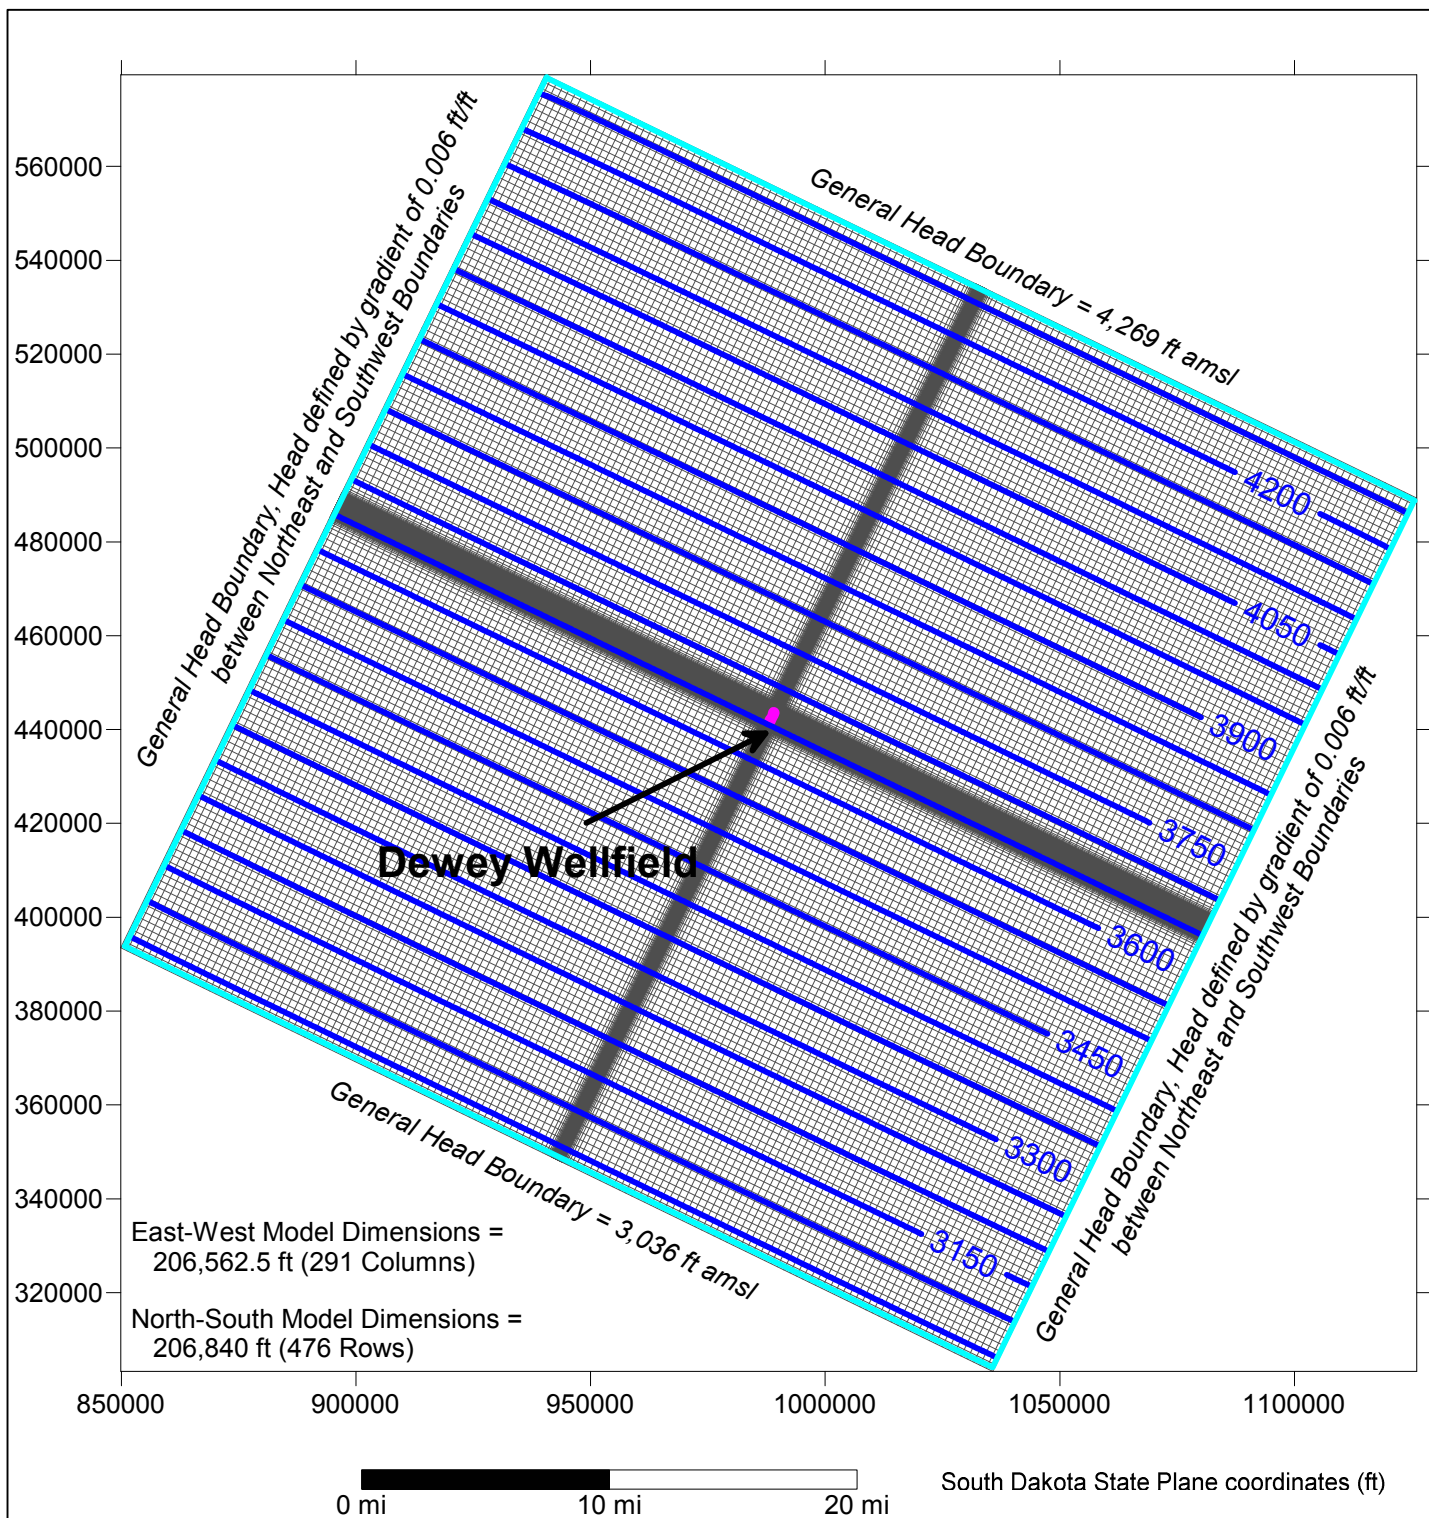 General Head Boundary, Head defined by gradient of 0.006 ft/ft
between Northeast and Southwest Boundaries
General Head Boundary = 4,269 ft amsl
560000
540000
520000
500000
480000
460000
440000
420000
400000
380000
360000
340000
320000
4200
4050
3900
3750
3600
3450
3300
3150
Dewey Wellfield
General Head Boundary, Head defined by gradient of 0.006 ft/ft
between Northeast and Southwest Boundaries
General Head Boundary = 3,036 ft amsl
East-West Model Dimensions =
206,562.5 ft (291 Columns)
North-South Model Dimensions =
206,840 ft (476 Rows)
850000
900000
950000
1000000
1050000
1100000
0 mi
10 mi
20 mi
South Dakota State Plane coordinates (ft)